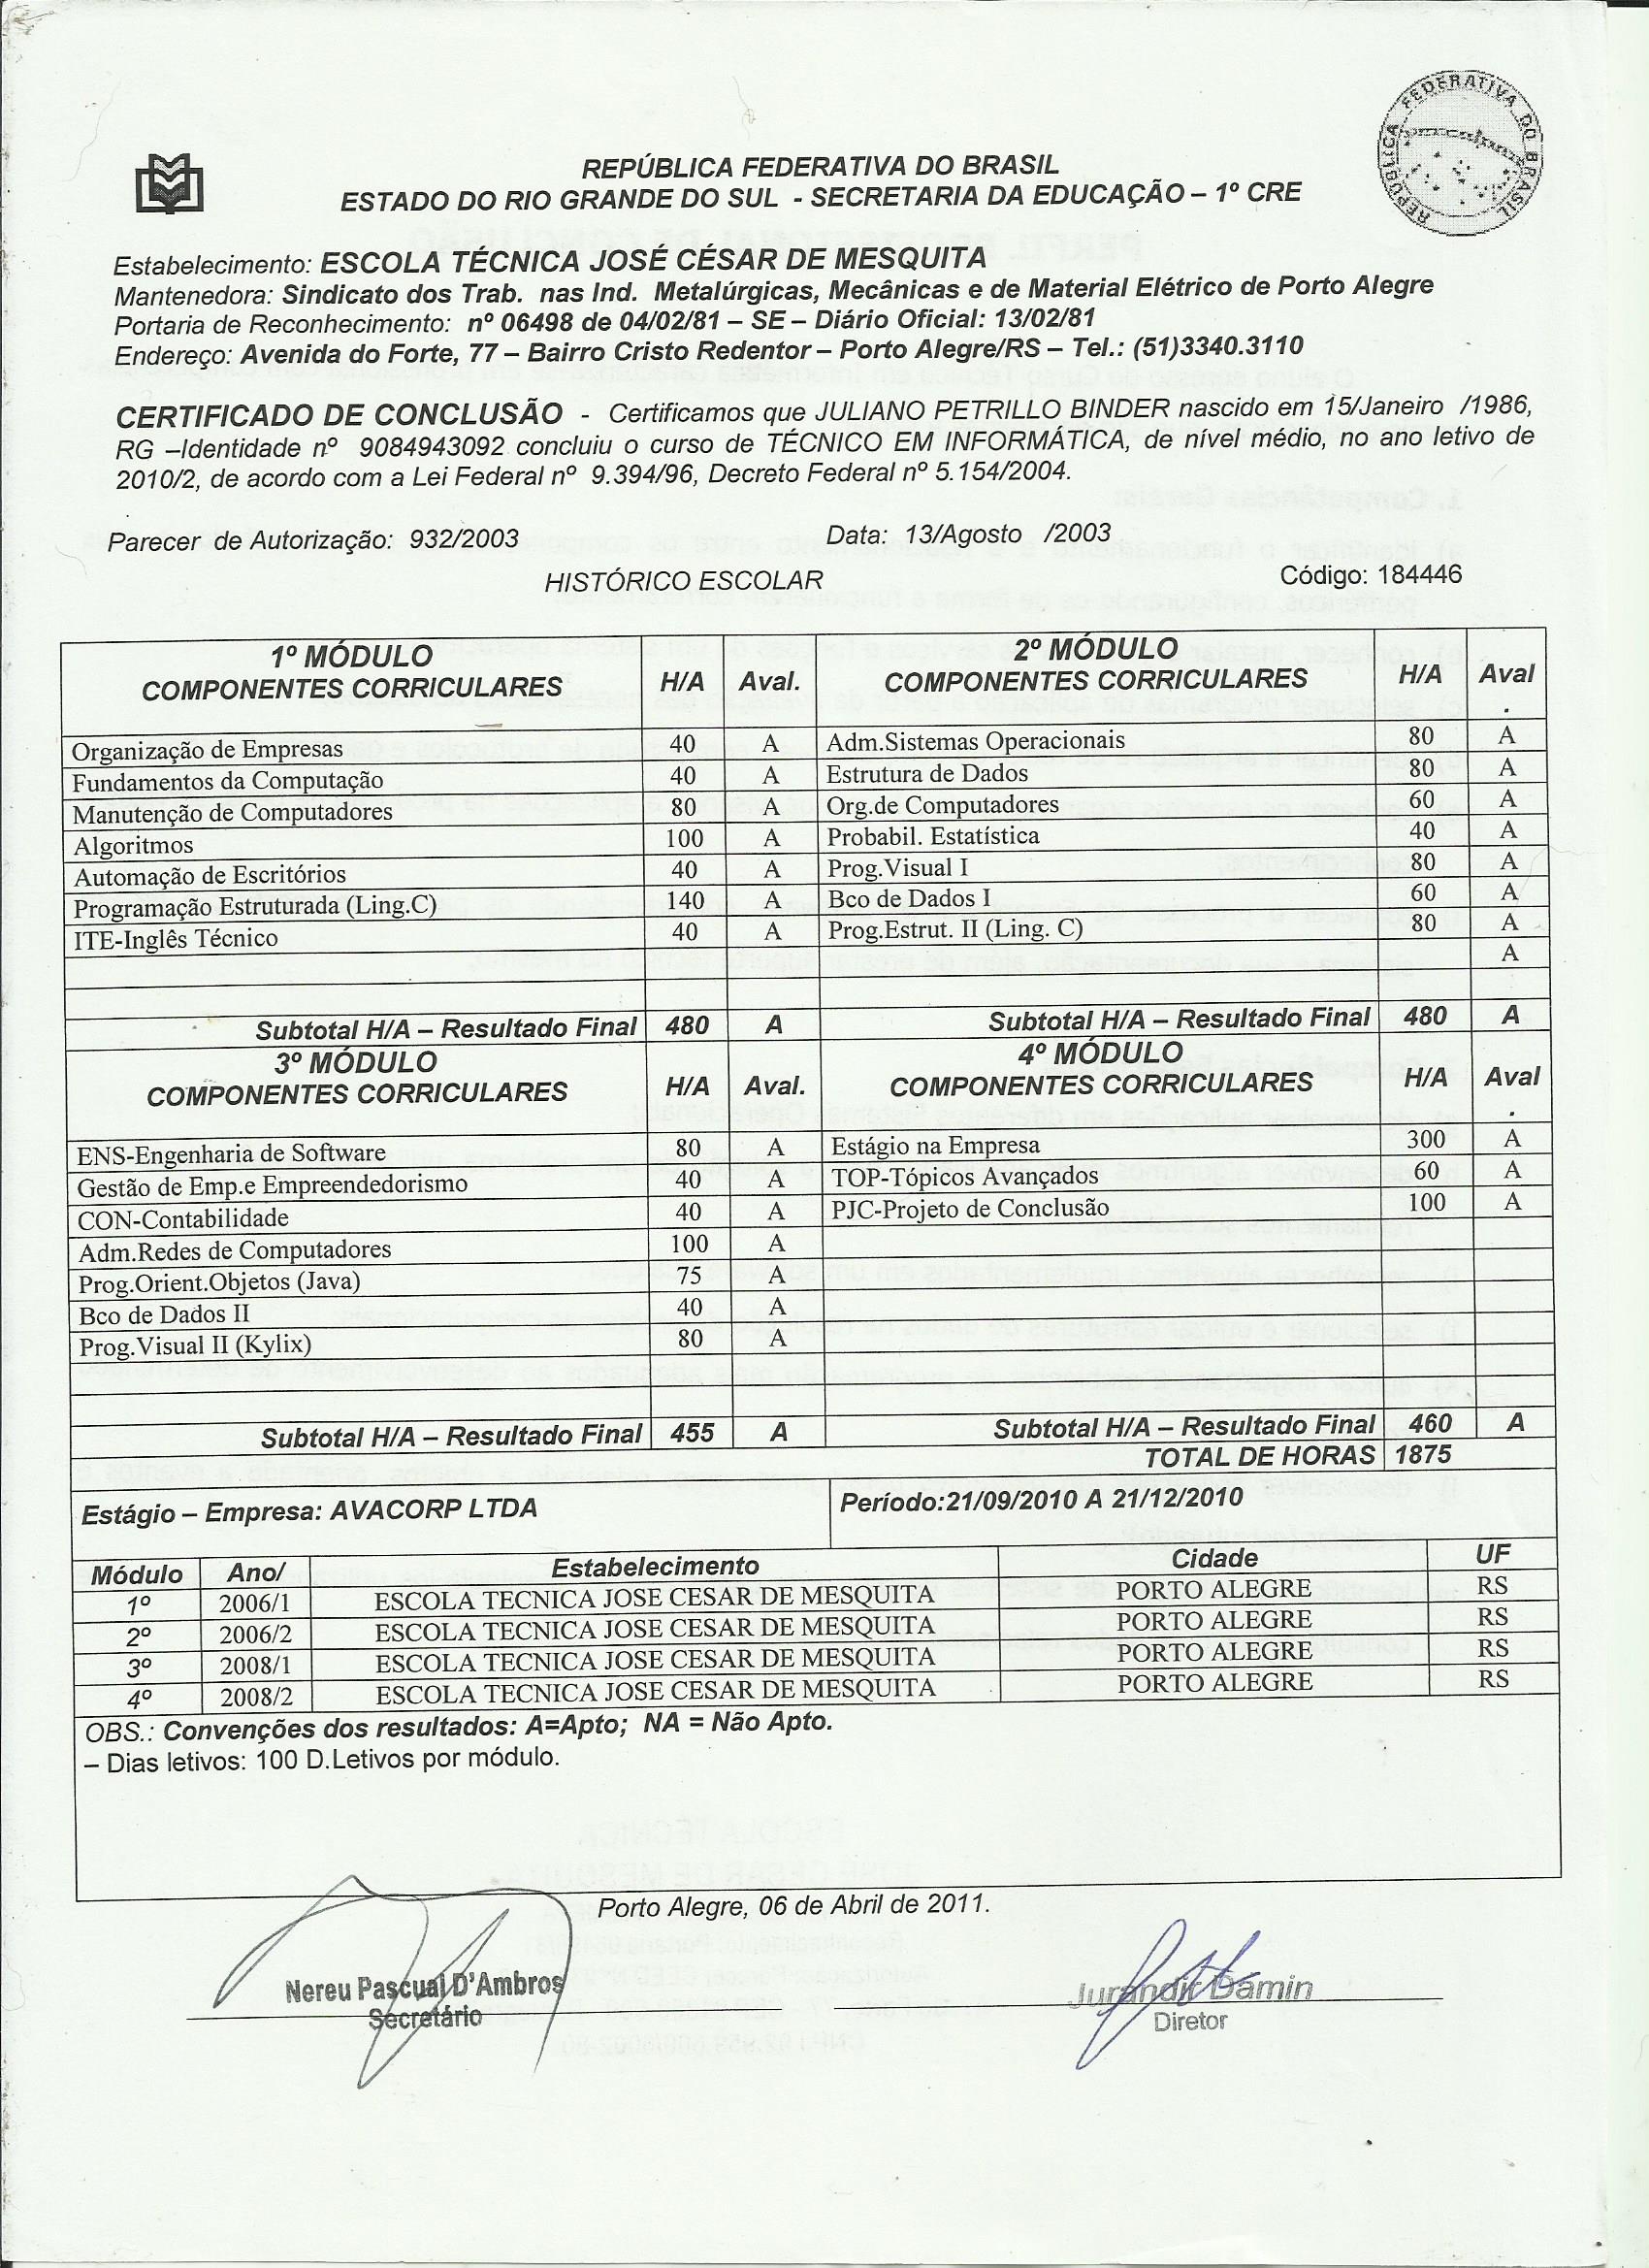 REPÚBLICA FEDERATIVA DO BRASIL
REPÚBLICA FEDERATIVA DO BRASIL
ESTADO DO RIO GRANDE DO SUL - SECRETARIA DA EDUCAÇÃO – 1º CRE
Estabelecimento: ESCOLA TÉCNICA JOSÉ CÉSAR DE MESQUITA
Mantenedora: Sindicato dos Trab. nas Ind. Metalúrgicas, Mecânicas e de Material Elétrico de Porto Alegre
Portaria de Reconhecimento: nº 06498 de 04/02/81 – SE – Diário Oficial: 13/02/81
Endereço: Avenida do Forte, 77 – Bairro Cristo Redentor – Porto Alegre/RS – Tel.: (51)3340.3110
CERTIFICADO DE CONCLUSÃO - Certificamos que JULIANO PETRILLO BINDER nascido em 15/Janeiro /1986,
RG –Identidade nº 9084943092 concluiu o curso de TÉCNICO EM INFORMÁTICA, de nível médio, no ano letivo de
2010/2, de acordo com a Lei Federal nº 9.394/96, Decreto Federal nº 5.154/2004.
Parecer de Autorização: 932/2003 Data: 13/Agosto /2003
HISTÓRICO ESCOLAR Código: 184446
1º MÓDULO COMPONENTES CORRICULARES H/A Aval. 2º MÓDULO COMPONENTES CORRICULARES H/A Aval.
Organização de Empresas 40 A Adm.Sistemas Operacionais 80 A
Fundamentos da Computação 40 A Estrutura de Dados 80 A
Manutenção de Computadores 80 A Org.de Computadores 60 A
Algoritmos 100 A Probabil. Estatística 40 A
Automação de Escritórios 40 A Prog.Visual I 80 A
Programação Estruturada (Ling.C) 140 A Bco de Dados I 60 A
ITE-Inglês Técnico 40 A Prog.Estrut. II (Ling. C) 80 A
A
Subtotal H/A – Resultado Final 480 A Subtotal H/A – Resultado Final 480 A
3º MÓDULO COMPONENTES CORRICULARES H/A Aval. 4º MÓDULO COMPONENTES CORRICULARES H/A Aval.
ENS-Engenharia de Software 80 A Estágio na Empresa 300 A
Gestão de Emp.e Empreendedorismo 40 A TOP-Tópicos Avançados 60 A
CON-Contabilidade 40 A PJC-Projeto de Conclusão 100 A
Adm.Redes de Computadores 100 A
Prog.Orient.Objetos (Java) 75 A
Bco de Dados II 40 A
Prog.Visual II (Kylix) 80 A
Subtotal H/A – Resultado Final 455 A Subtotal H/A – Resultado Final 460 A
TOTAL DE HORAS 1875
Estágio – Empresa: AVACORP LTDA Período:21/09/2010 A 21/12/2010
Módulo Ano/ Estabelecimento Cidade UF
1º 2006/1 ESCOLA TECNICA JOSE CESAR DE MESQUITA PORTO ALEGRE RS
2º 2006/2 ESCOLA TECNICA JOSE CESAR DE MESQUITA PORTO ALEGRE RS
3º 2008/1 ESCOLA TECNICA JOSE CESAR DE MESQUITA PORTO ALEGRE RS
4º 2008/2 ESCOLA TECNICA JOSE CESAR DE MESQUITA PORTO ALEGRE RS
OBS.: Convenções dos resultados: A=Apto; NA = Não Apto.
– Dias letivos: 100 D.Letivos por módulo.
Porto Alegre, 06 de Abril de 2011.
Nereu Pascual D'Ambros
Secretário
Jurandir Damin
Diretor